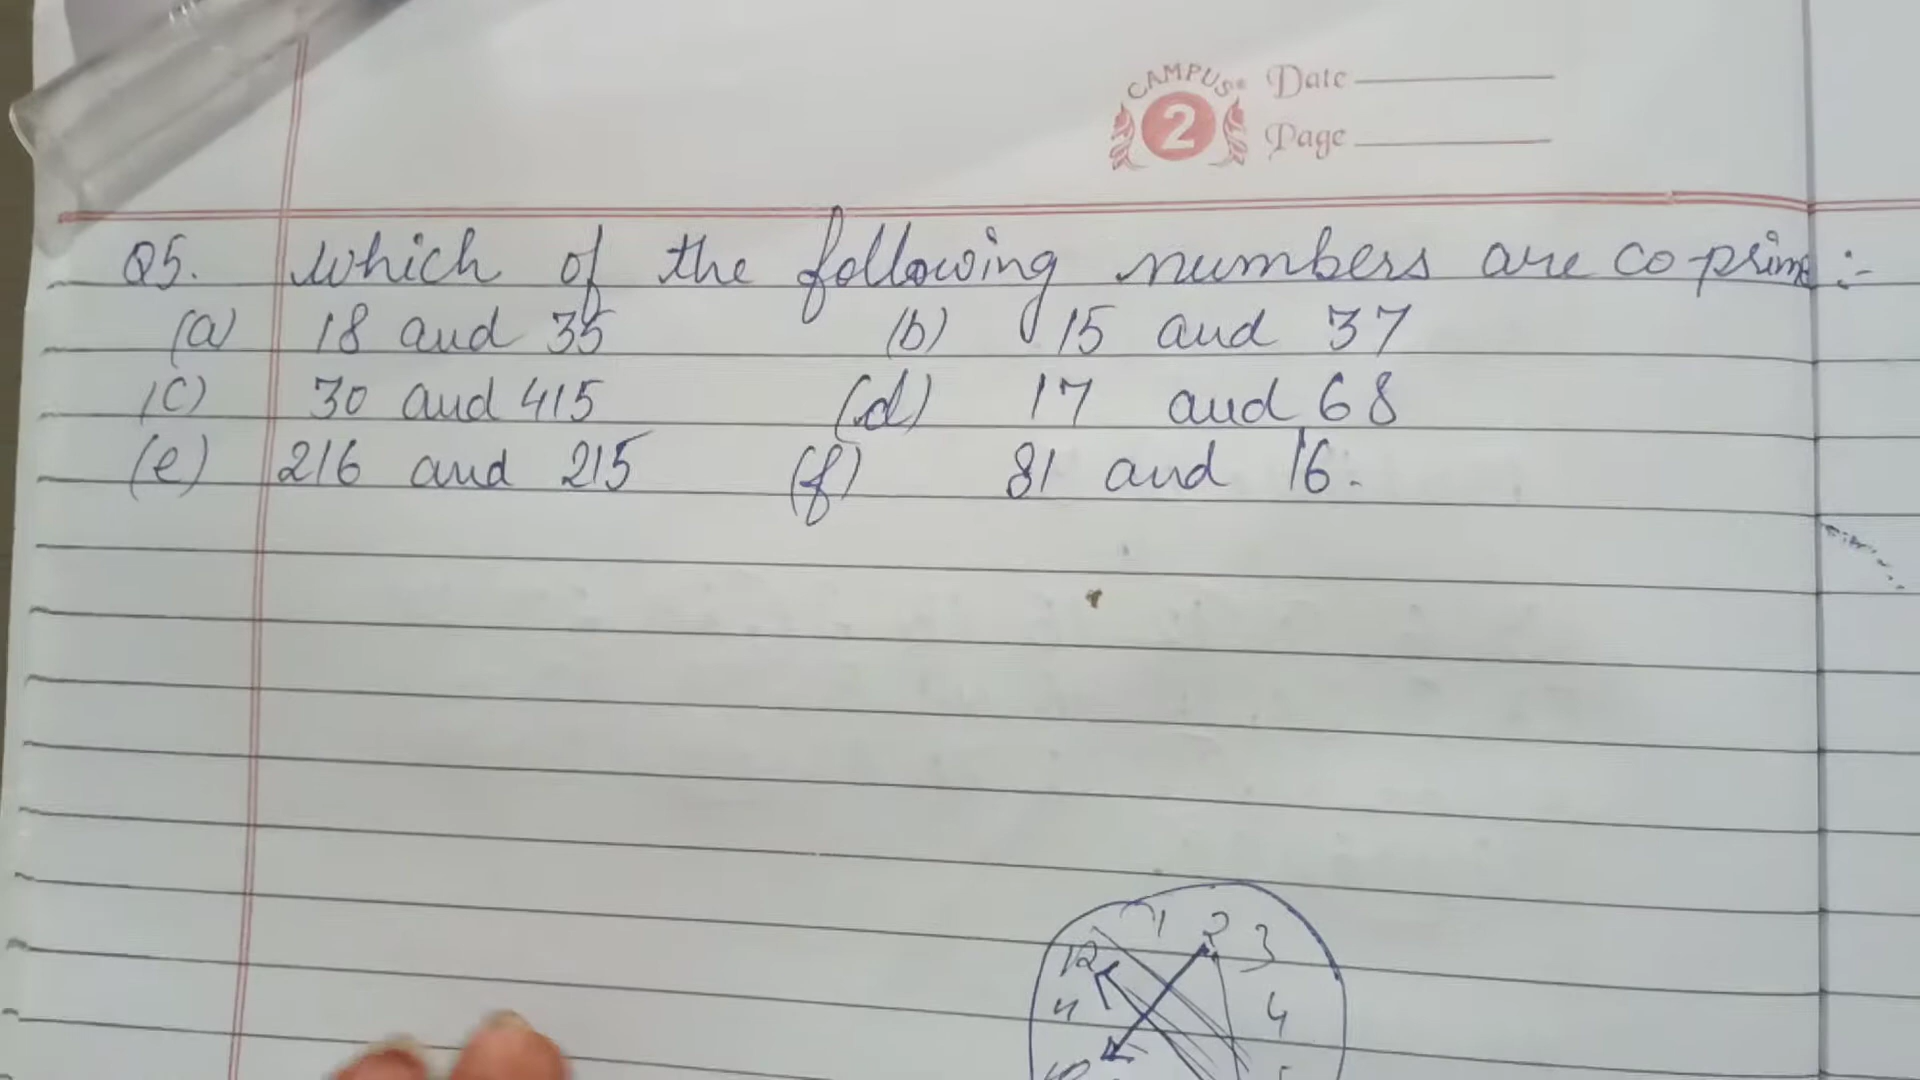 CAMPUS® Date
2 Page
Q5. which of the following numbers are co prime :-
(a) 18 and 35 (b) 15 and 37
(c) 30 and 415 (d) 17 and 68
(e) 216 and 215 (f) 81 and 16.
1 2 3
12
4
10